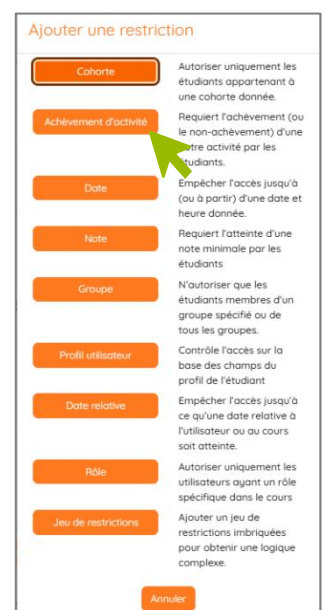 Ajouter une restriction
Cohorte
Autoriser uniquement les
étudiants appartenant à
une cohorte donnée.
Achèvement d'activité
Requiert l'achèvement (ou
le non-achèvement) d'une
autre activité par les
étudiants.
Date
Empêcher l'accès jusqu'à
(ou à partir) d'une date et
heure donnée.
Note
Requiert l'atteinte d'une
note minimale par les
étudiants
Groupe
N'autoriser que les
étudiants membres d'un
groupe spécifié ou de
tous les groupes.
Profil utilisateur
Contrôle l'accès sur la
base des champs du
profil de l'étudiant
Date relative
Empêcher l'accès jusqu'à
ce qu'une date relative à
l'utilisateur ou au cours
soit atteinte.
Rôle
Autoriser uniquement les
utilisateurs ayant un rôle
spécifique dans le cours
Jeu de restrictions
Ajouter un jeu de
restrictions imbriquées
pour obtenir une logique
complexe.
Annuler